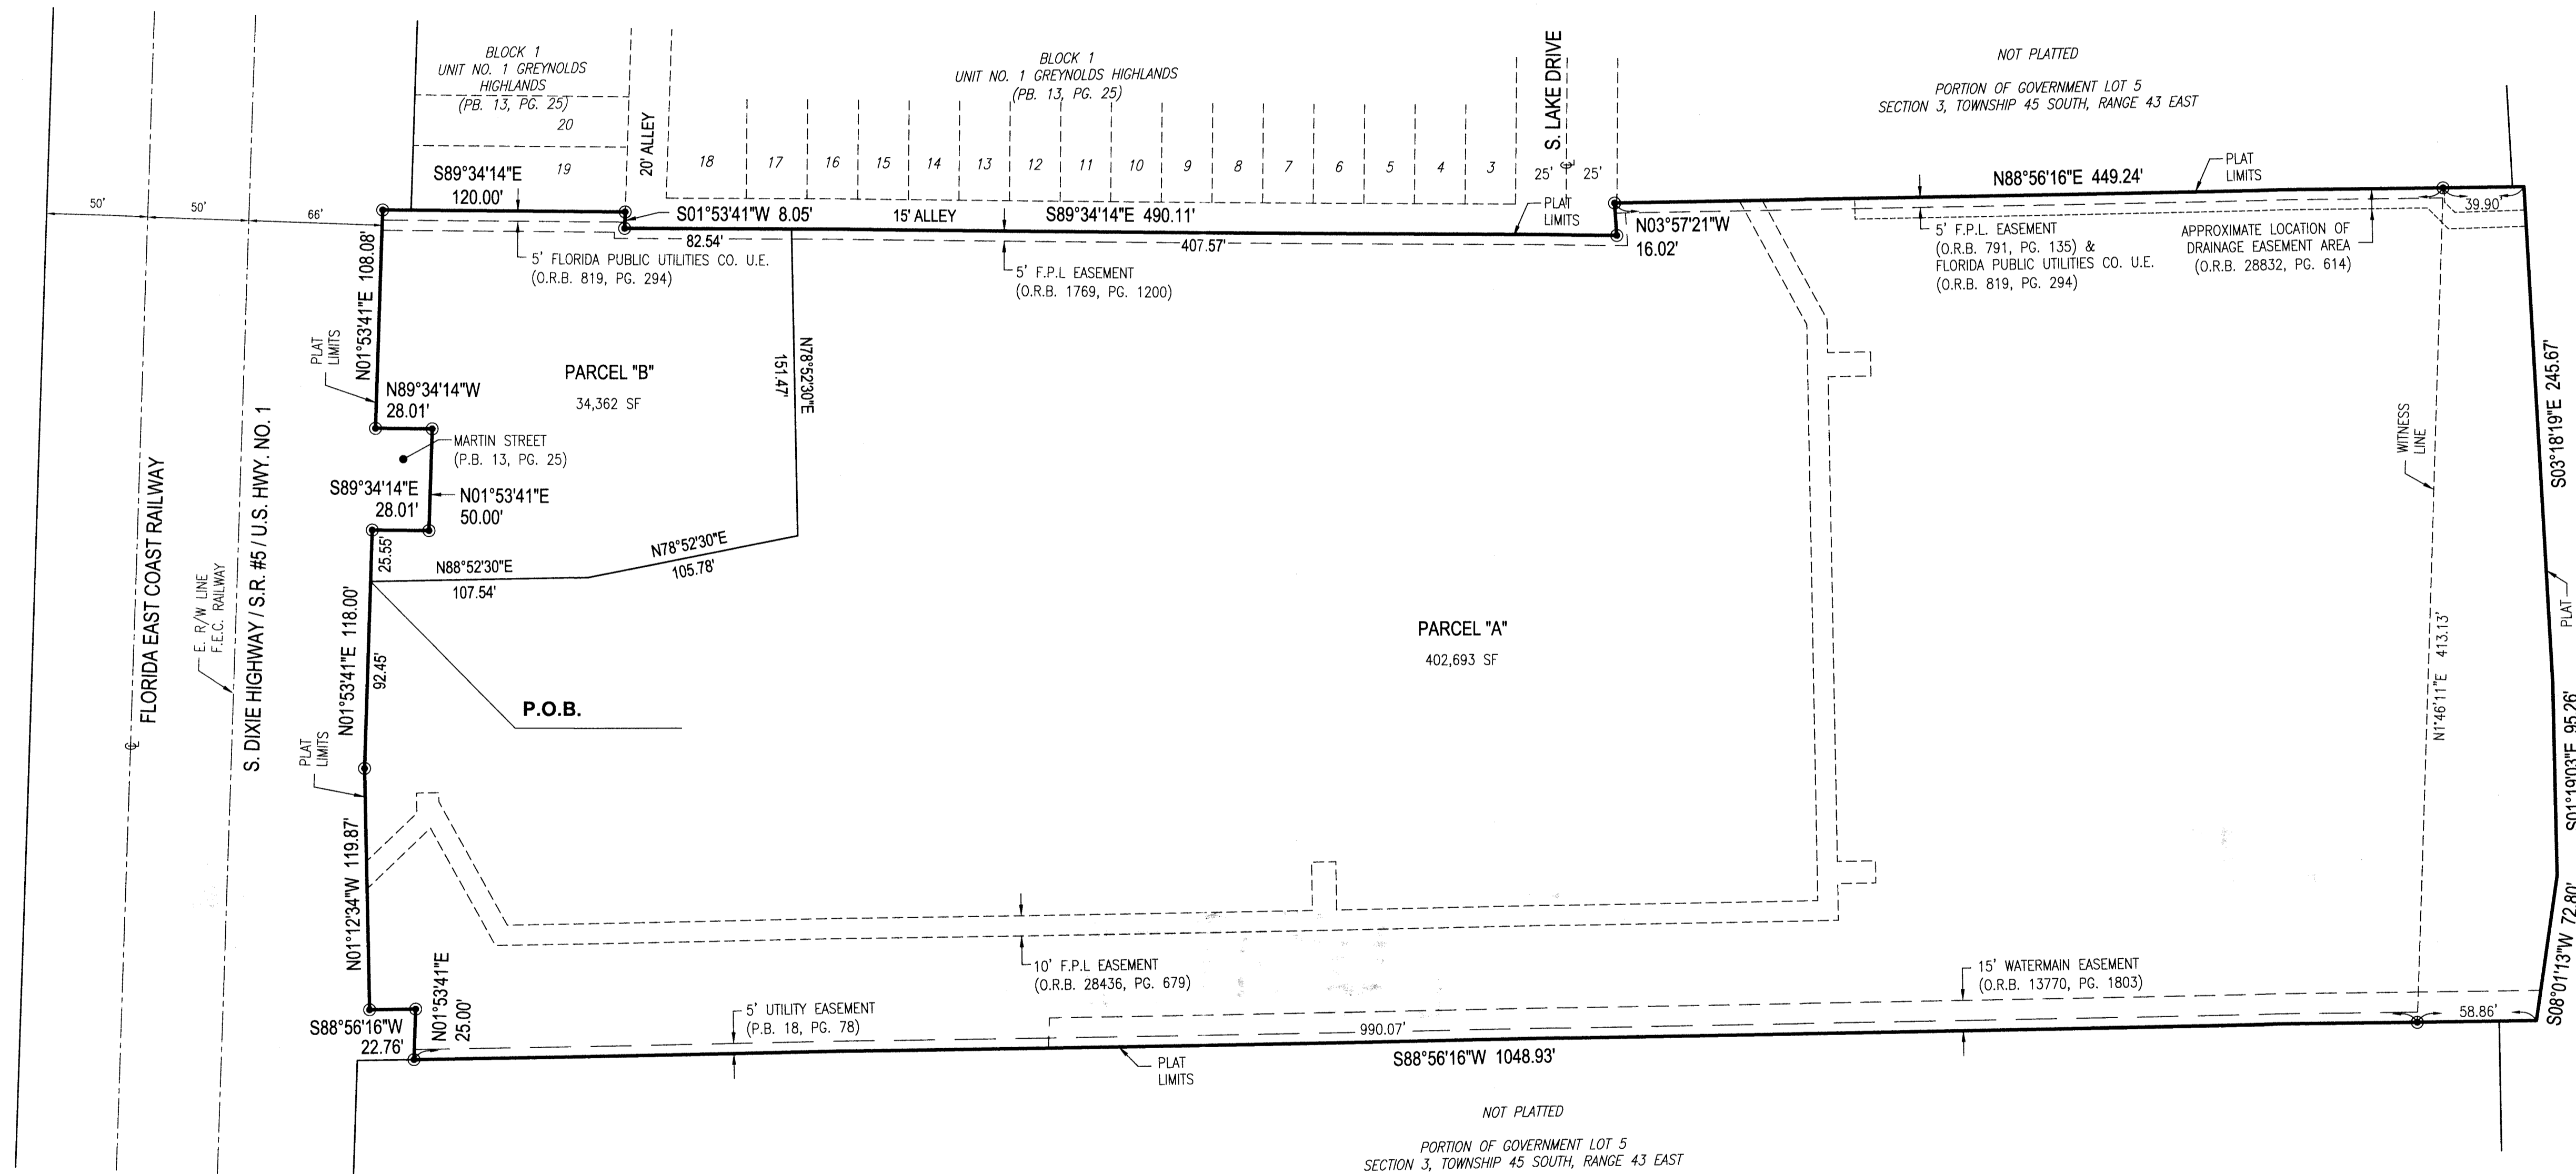 BLOCK 1
UNIT NO. 1 GREYNOLDS
HIGHLANDS
(PB. 13, PG. 25)
20
19
20' ALLEY
BLOCK 1
UNIT NO. 1 GREYNOLDS HIGHLANDS
(PB. 13, PG. 25)
18
17
16
15
14
13
12
11
10
9
8
7
6
5
4
3
S. LAKE DRIVE
25'
25'
NOT PLATTED
PORTION OF GOVERNMENT LOT 5
SECTION 3, TOWNSHIP 45 SOUTH, RANGE 43 EAST
50'
50'
66'
S89°34'14"E
120.00'
S01°53'41"W 8.05'
15' ALLEY
S89°34'14"E 490.11'
82.54'
407.57'
PLAT
LIMITS
N03°57'21"W
16.02'
N88°56'16"E 449.24'
PLAT
LIMITS
39.90'
5' FLORIDA PUBLIC UTILITIES CO. U.E.
(O.R.B. 819, PG. 294)
5' F.P.L EASEMENT
(O.R.B. 1769, PG. 1200)
5' F.P.L. EASEMENT
(O.R.B. 791, PG. 135) &
FLORIDA PUBLIC UTILITIES CO. U.E.
(O.R.B. 819, PG. 294)
APPROXIMATE LOCATION OF
DRAINAGE EASEMENT AREA
(O.R.B. 28832, PG. 614)
N01°53'41"E 108.08'
PLAT
LIMITS
N89°34'14"W
28.01'
PARCEL "B"
34,362 SF
N78°52'30"E
151.47'
MARTIN STREET
(P.B. 13, PG. 25)
S89°34'14"E
28.01'
N01°53'41"E
50.00'
25.55'
N88°52'30"E
107.54'
N78°52'30"E
105.78'
FLORIDA EAST COAST RAILWAY
E. R/W LINE
F.E.C. RAILWAY
S. DIXIE HIGHWAY / S.R. #5 / U.S. HWY. NO. 1
N01°53'41"E 118.00'
92.45'
P.O.B.
PARCEL "A"
402,693 SF
WITNESS
LINE
N1°46'11"E 413.13'
S03°18'19"E 245.67'
PLAT
S01°19'03"E 95.26'
S08°01'13"W 72.80'
PLAT
LIMITS
N01°12'34"W 119.87'
S88°56'16"W
22.76'
N01°53'41"E
25.00'
5' UTILITY EASEMENT
(P.B. 18, PG. 78)
10' F.P.L EASEMENT
(O.R.B. 28436, PG. 679)
15' WATERMAIN EASEMENT
(O.R.B. 13770, PG. 1803)
990.07'
58.86'
S88°56'16"W 1048.93'
PLAT
LIMITS
NOT PLATTED
PORTION OF GOVERNMENT LOT 5
SECTION 3, TOWNSHIP 45 SOUTH, RANGE 43 EAST